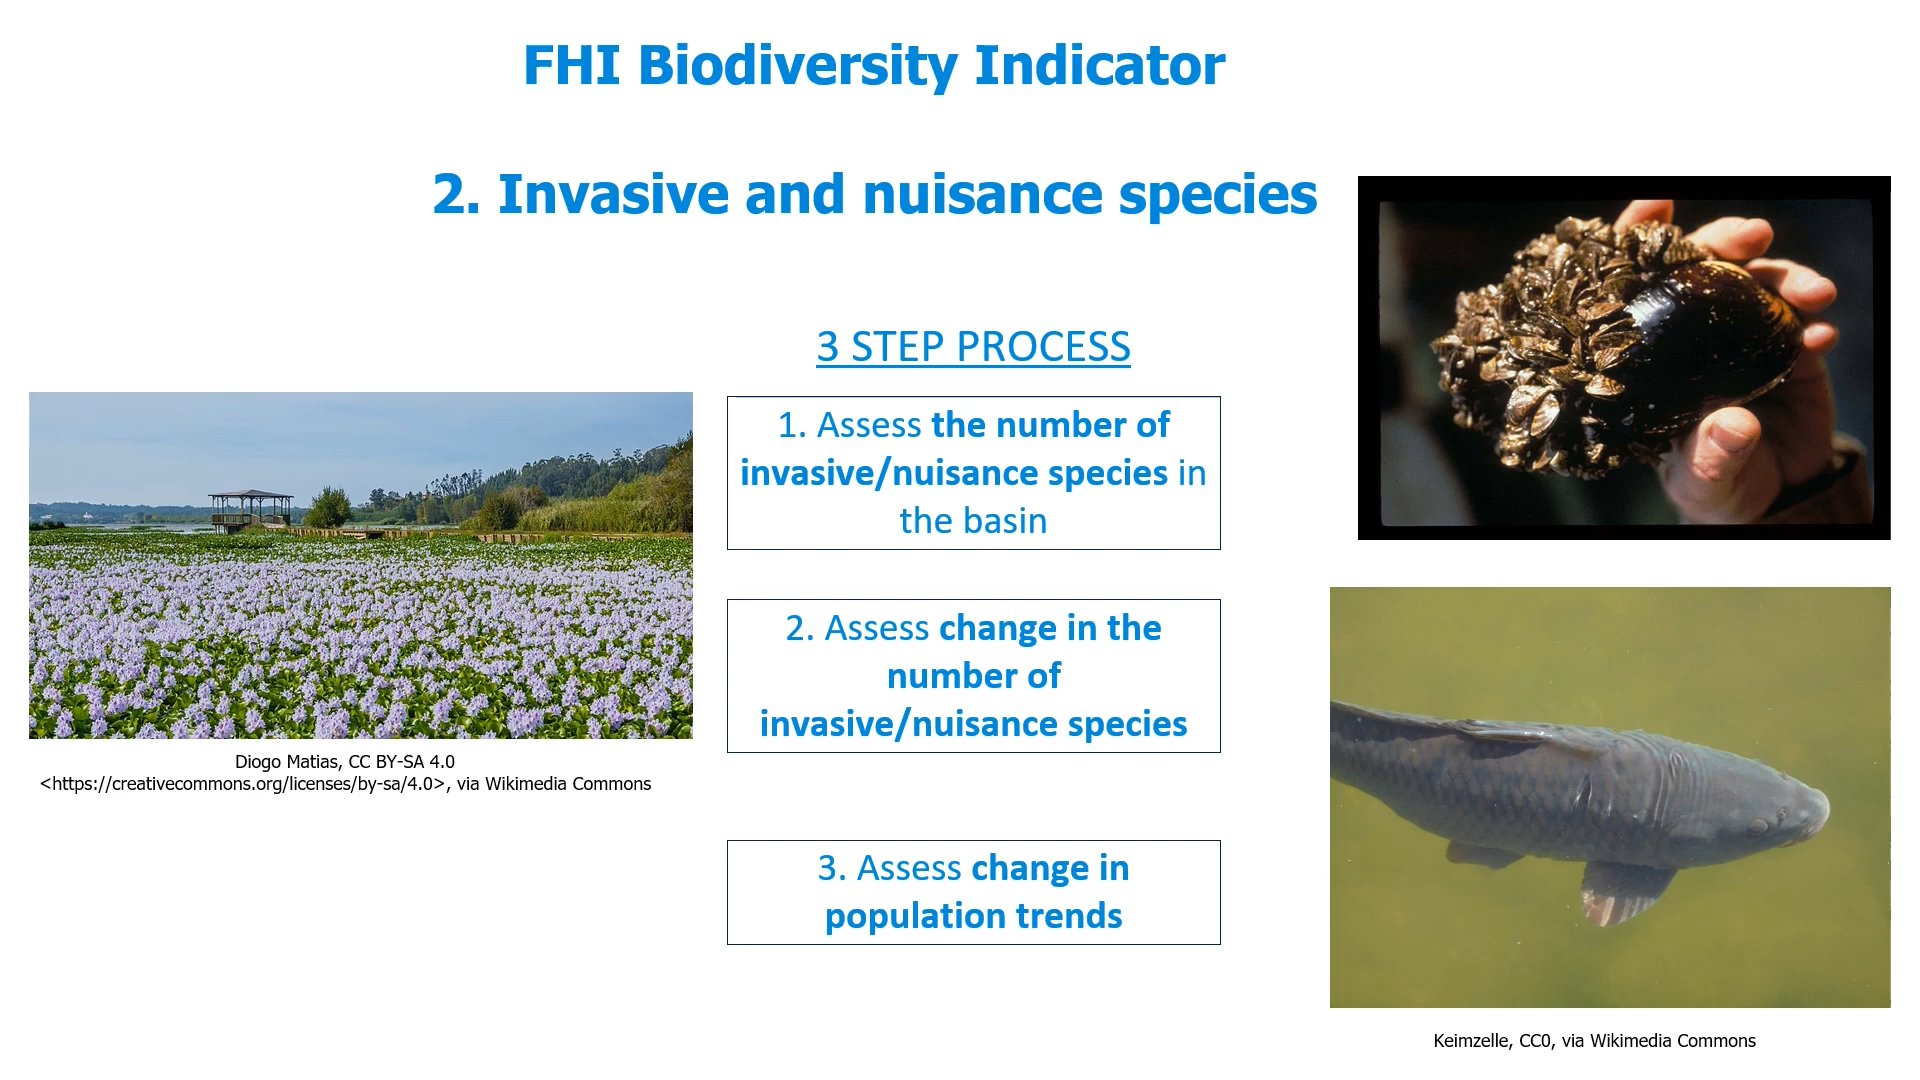 FHI Biodiversity Indicator
2. Invasive and nuisance species
3 STEP PROCESS
1. Assess the number of
invasive/nuisance species in
the basin
2. Assess change in the
number of
invasive/nuisance species
3. Assess change in
population trends
Diogo Matias, CC BY-SA 4.0
<https://creativecommons.org/licenses/by-sa/4.0>, via Wikimedia Commons
Keimzelle, CC0, via Wikimedia Commons